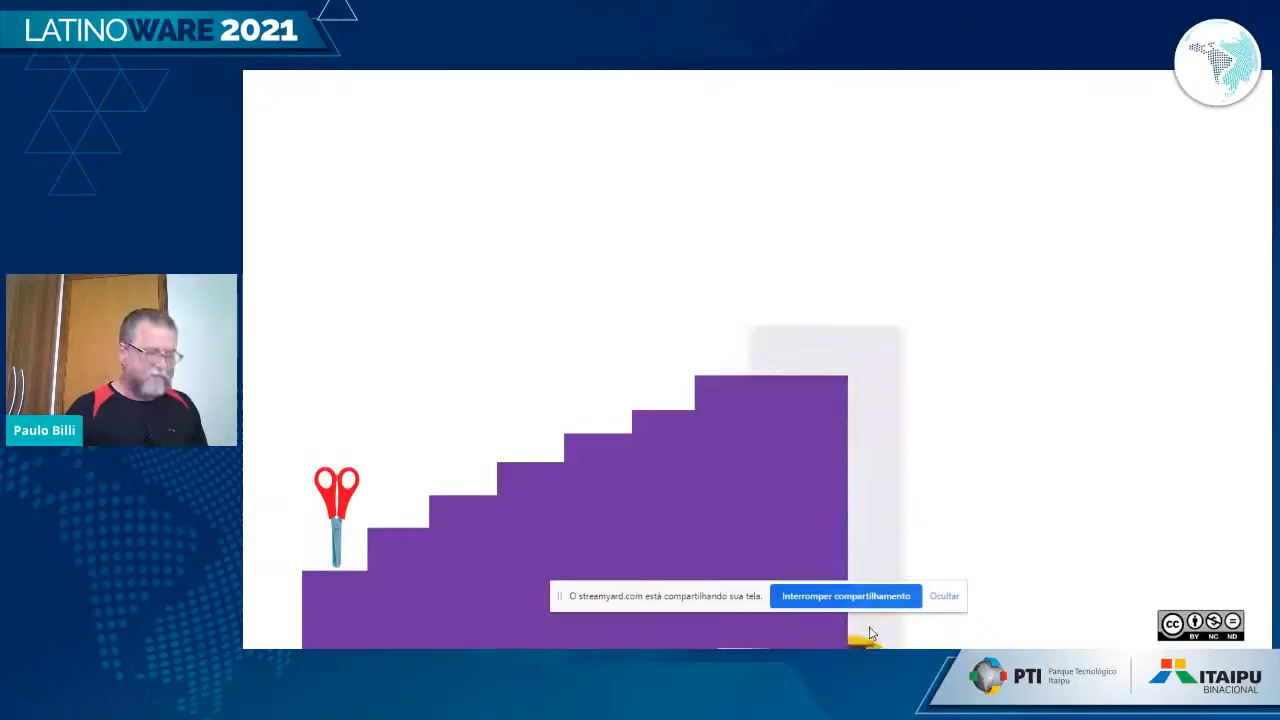 LATINOWARE 2021
Paulo Billi
O streamyard.com está compartilhando sua tela.
Interromper compartilhamento
Ocultar
CC
BY NC ND
PTI
Parque Tecnológico
Itaipu
ITAIPU
BINACIONAL